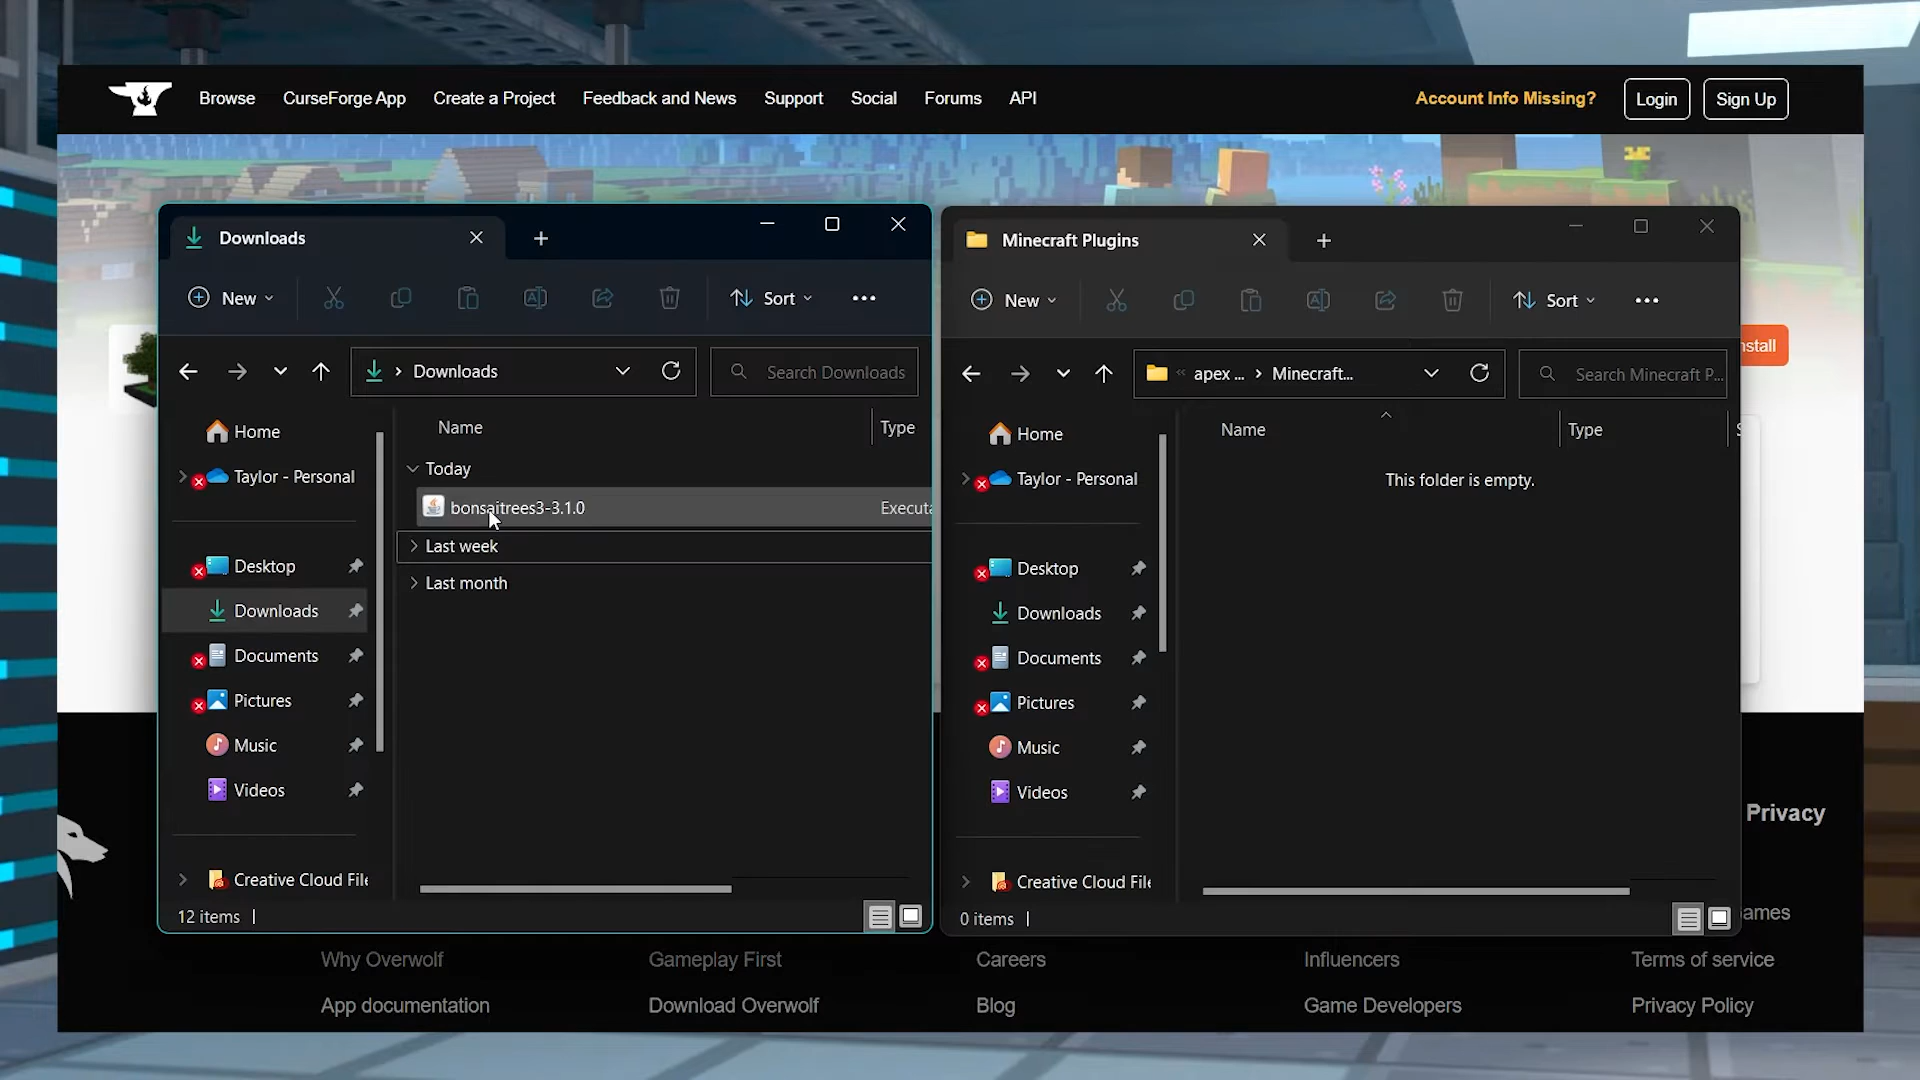 Browse CurseForge App Create a Project Feedback and News Support Social Forums API Account Info Missing? Login Sign Up
Downloads
New Sort
Downloads Search Downloads
Home
Taylor - Personal
Desktop
Downloads
Documents
Pictures
Music
Videos
Creative Cloud File
12 items
Name Type
Today
bonsaitrees3-3.1.0 Executa
Last week
Last month
Minecraft Plugins
New Sort
apex ... Minecraft... Search Minecraft P...
Home
Taylor - Personal
Desktop
Downloads
Documents
Pictures
Music
Videos
Creative Cloud File
0 items
Name Type S
This folder is empty.
nstall
Privacy
ames
Why Overwolf Gameplay First Careers Influencers Terms of service
App documentation Download Overwolf Blog Game Developers Privacy Policy